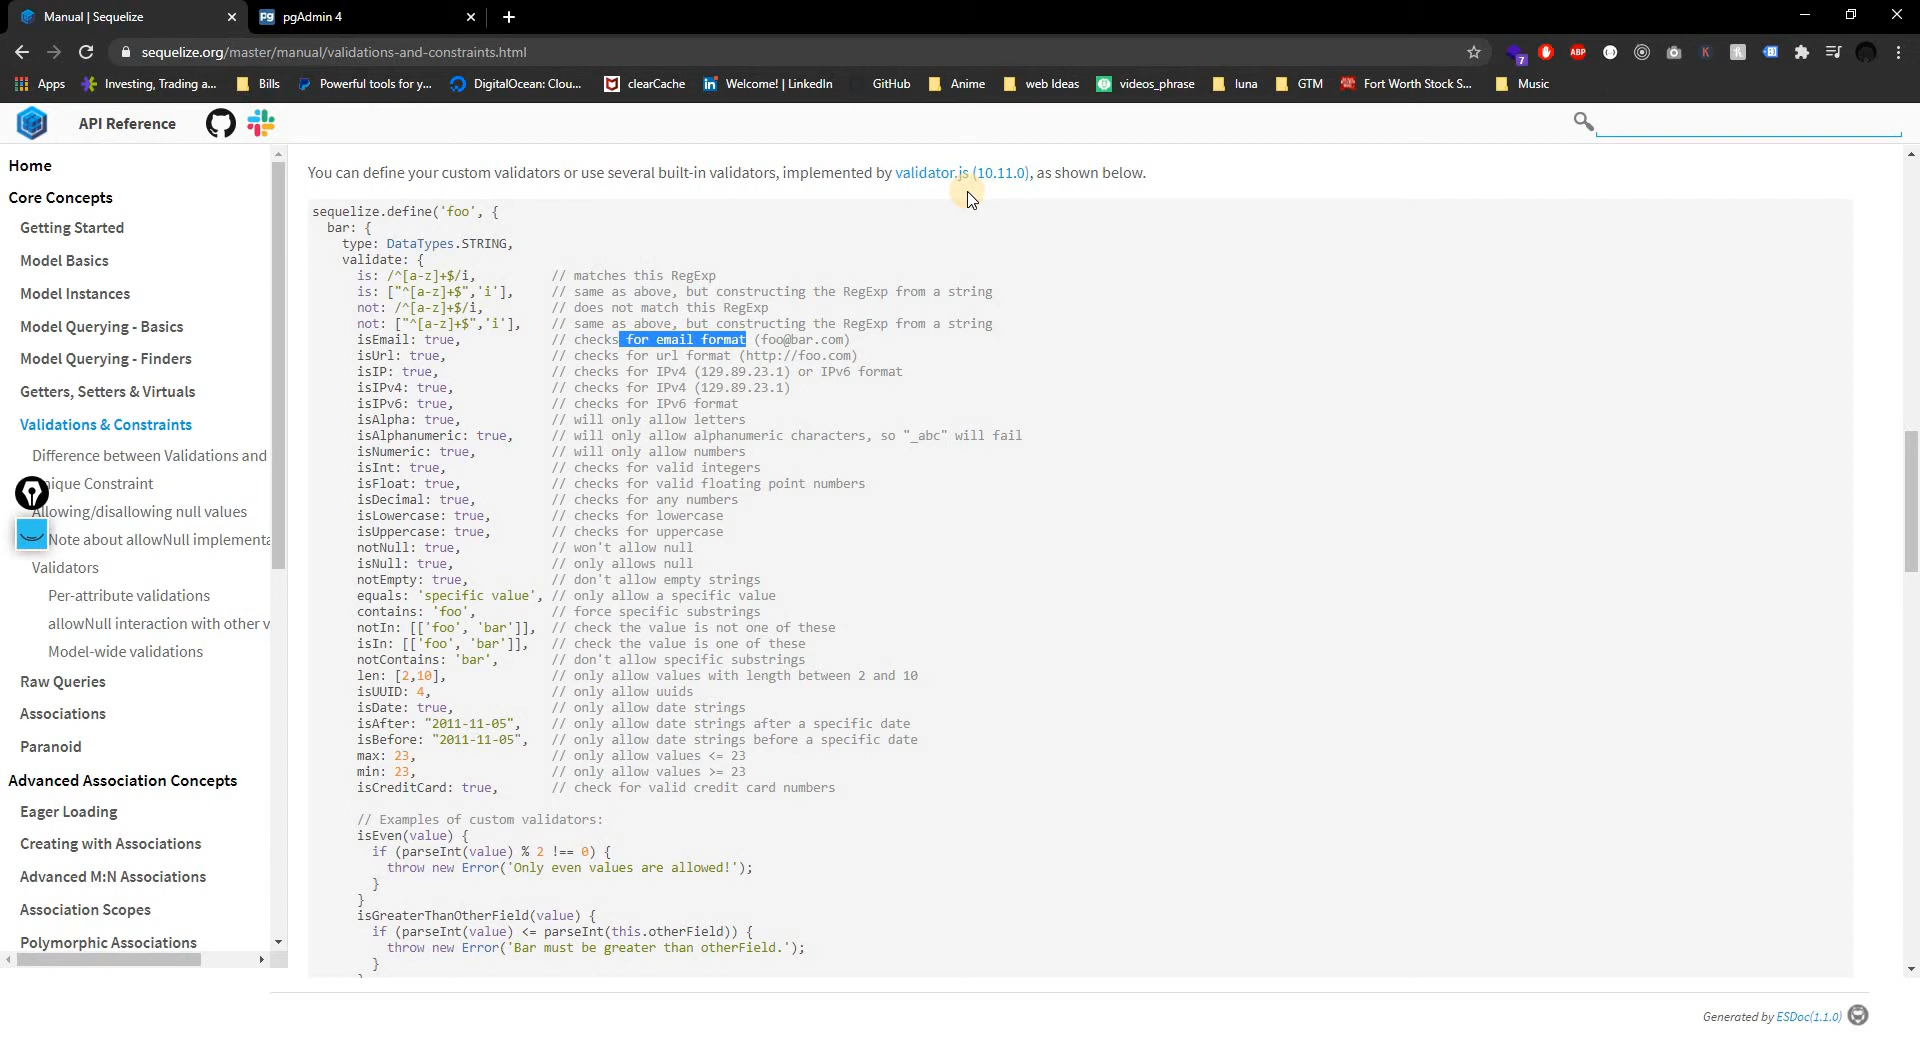 Manual | Sequelize
pgAdmin 4
sequelize.org/master/manual/validations-and-constraints.html
7
ABP
Apps
Investing, Trading a...
Bills
Powerful tools for y...
DigitalOcean: Clou...
clearCache
Welcome! | LinkedIn
GitHub
Anime
web Ideas
videos_phrase
luna
GTM
Fort Worth Stock S...
Music
API Reference
Home
Core Concepts
Getting Started
Model Basics
Model Instances
Model Querying - Basics
Model Querying - Finders
Getters, Setters & Virtuals
Validations & Constraints
Difference between Validations and
ique Constraint
Allowing/disallowing null values
Note about allowNull implementa
Validators
Per-attribute validations
allowNull interaction with other v
Model-wide validations
Raw Queries
Associations
Paranoid
Advanced Association Concepts
Eager Loading
Creating with Associations
Advanced M:N Associations
Association Scopes
Polymorphic Associations
You can define your custom validators or use several built-in validators, implemented by validator.js (10.11.0), as shown below.
sequelize.define('foo', {
bar: {
type: DataTypes.STRING,
validate: {
is: /^[a-z]+$/i, // matches this RegExp
is: ["^[a-z]+$",'i'], // same as above, but constructing the RegExp from a string
not: /^[a-z]+$/i, // does not match this RegExp
not: ["^[a-z]+$",'i'], // same as above, but constructing the RegExp from a string
isEmail: true, // checks for email format (foo@bar.com)
isUrl: true, // checks for url format (http://foo.com)
isIP: true, // checks for IPv4 (129.89.23.1) or IPv6 format
isIPv4: true, // checks for IPv4 (129.89.23.1)
isIPv6: true, // checks for IPv6 format
isAlpha: true, // will only allow letters
isAlphanumeric: true, // will only allow alphanumeric characters, so "_abc" will fail
isNumeric: true, // will only allow numbers
isInt: true, // checks for valid integers
isFloat: true, // checks for valid floating point numbers
isDecimal: true, // checks for any numbers
isLowercase: true, // checks for lowercase
isUppercase: true, // checks for uppercase
notNull: true, // won't allow null
isNull: true, // only allows null
notEmpty: true, // don't allow empty strings
equals: 'specific value', // only allow a specific value
contains: 'foo', // force specific substrings
notIn: [['foo', 'bar']], // check the value is not one of these
isIn: [['foo', 'bar']], // check the value is one of these
notContains: 'bar', // don't allow specific substrings
len: [2,10], // only allow values with length between 2 and 10
isUUID: 4, // only allow uuids
isDate: true, // only allow date strings
isAfter: "2011-11-05", // only allow date strings after a specific date
isBefore: "2011-11-05", // only allow date strings before a specific date
max: 23, // only allow values <= 23
min: 23, // only allow values >= 23
isCreditCard: true, // check for valid credit card numbers
// Examples of custom validators:
isEven(value) {
if (parseInt(value) % 2 !== 0) {
throw new Error('Only even values are allowed!');
}
}
isGreaterThanOtherField(value) {
if (parseInt(value) <= parseInt(this.otherField)) {
throw new Error('Bar must be greater than otherField.');
}
Generated by ESDoc(1.1.0)